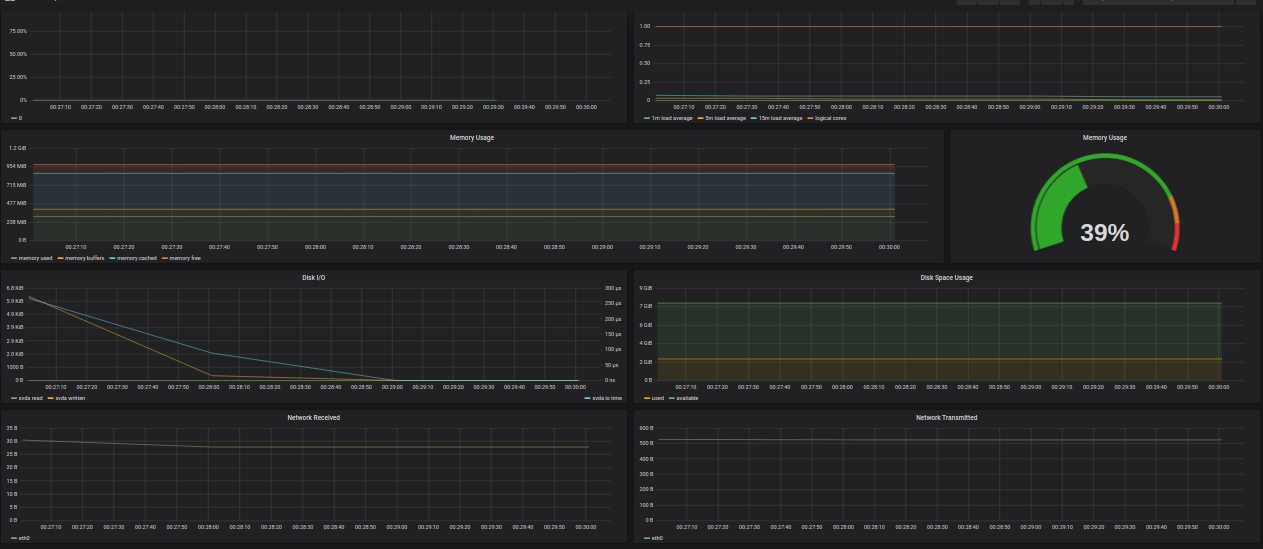 75.00%
50.00%
25.00%
0%
00:27:10 00:27:20 00:27:30 00:27:40 00:27:50 00:28:00 00:28:10 00:28:20 00:28:30 00:28:40 00:28:50 00:29:00 00:29:10 00:29:20 00:29:30 00:29:40 00:29:50 00:30:00
0
1.00
0.75
0.50
0.25
0
00:27:10 00:27:20 00:27:30 00:27:40 00:27:50 00:28:00 00:28:10 00:28:20 00:28:30 00:28:40 00:28:50 00:29:00 00:29:10 00:29:20 00:29:30 00:29:40 00:29:50 00:30:00
1m load average 5m load average 15m load average logical cores
Memory Usage
1.2 GiB
954 MiB
715 MiB
477 MiB
238 MiB
0 B
00:27:10 00:27:20 00:27:30 00:27:40 00:27:50 00:28:00 00:28:10 00:28:20 00:28:30 00:28:40 00:28:50 00:29:00 00:29:10 00:29:20 00:29:30 00:29:40 00:29:50 00:30:00
memory used memory buffers memory cached memory free
Memory Usage
39%
Disk I/O
6.8 KiB
5.9 KiB
4.9 KiB
3.9 KiB
2.9 KiB
2.0 KiB
1000 B
0 B
300 µs
250 µs
200 µs
150 µs
100 µs
50 µs
0 ns
00:27:10 00:27:20 00:27:30 00:27:40 00:27:50 00:28:00 00:28:10 00:28:20 00:28:30 00:28:40 00:28:50 00:29:00 00:29:10 00:29:20 00:29:30 00:29:40 00:29:50 00:30:00
xvda read xvda written xvda io time
Disk Space Usage
9 GiB
7 GiB
6 GiB
4 GiB
2 GiB
0 B
00:27:10 00:27:20 00:27:30 00:27:40 00:27:50 00:28:00 00:28:10 00:28:20 00:28:30 00:28:40 00:28:50 00:29:00 00:29:10 00:29:20 00:29:30 00:29:40 00:29:50 00:30:00
used available
Network Received
35 B
30 B
25 B
20 B
15 B
10 B
5 B
0 B
00:27:10 00:27:20 00:27:30 00:27:40 00:27:50 00:28:00 00:28:10 00:28:20 00:28:30 00:28:40 00:28:50 00:29:00 00:29:10 00:29:20 00:29:30 00:29:40 00:29:50 00:30:00
eth0
Network Transmitted
600 B
500 B
400 B
300 B
200 B
100 B
0 B
00:27:10 00:27:20 00:27:30 00:27:40 00:27:50 00:28:00 00:28:10 00:28:20 00:28:30 00:28:40 00:28:50 00:29:00 00:29:10 00:29:20 00:29:30 00:29:40 00:29:50 00:30:00
eth0